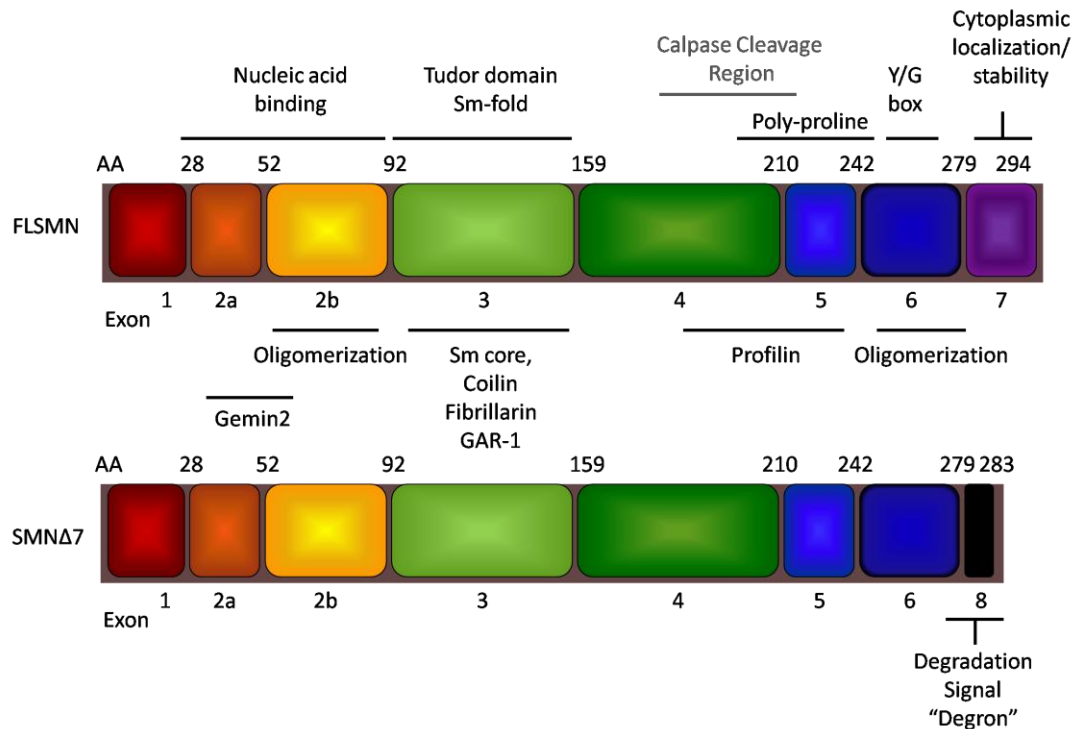 Cytoplasmic
localization/
stability
Calpase Cleavage
Region
Nucleic acid
binding
Tudor domain
Sm-fold
Y/G
box
Poly-proline
AA 28 52 92 159 210 242 279 294
FLSMN
Exon 1 2a 2b 3 4 5 6 7
Oligomerization
Sm core,
Coilin
Fibrillarin
GAR-1
Profilin
Oligomerization
Gemin2
AA 28 52 92 159 210 242 279 283
SMNΔ7
Exon 1 2a 2b 3 4 5 6 8
Degradation
Signal
“Degron”